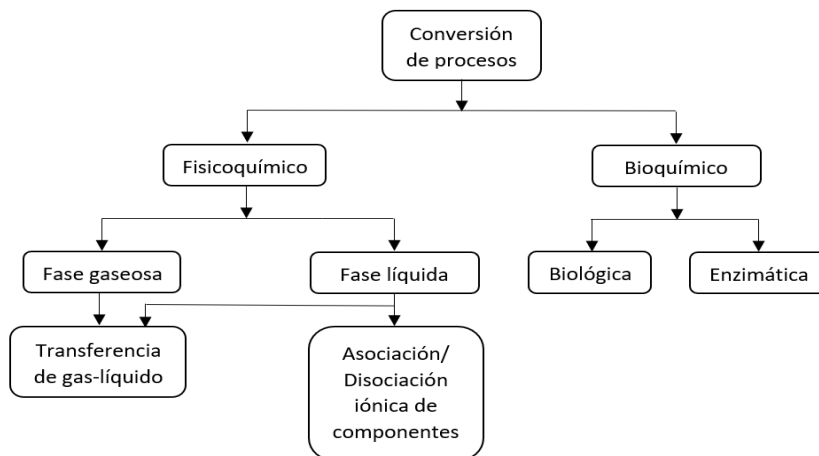 Conversión
de procesos
Fisicoquímico
Bioquímico
Fase gaseosa
Fase líquida
Biológica
Enzimática
Transferencia
de gas-líquido
Asociación/
Disociación
iónica de
componentes